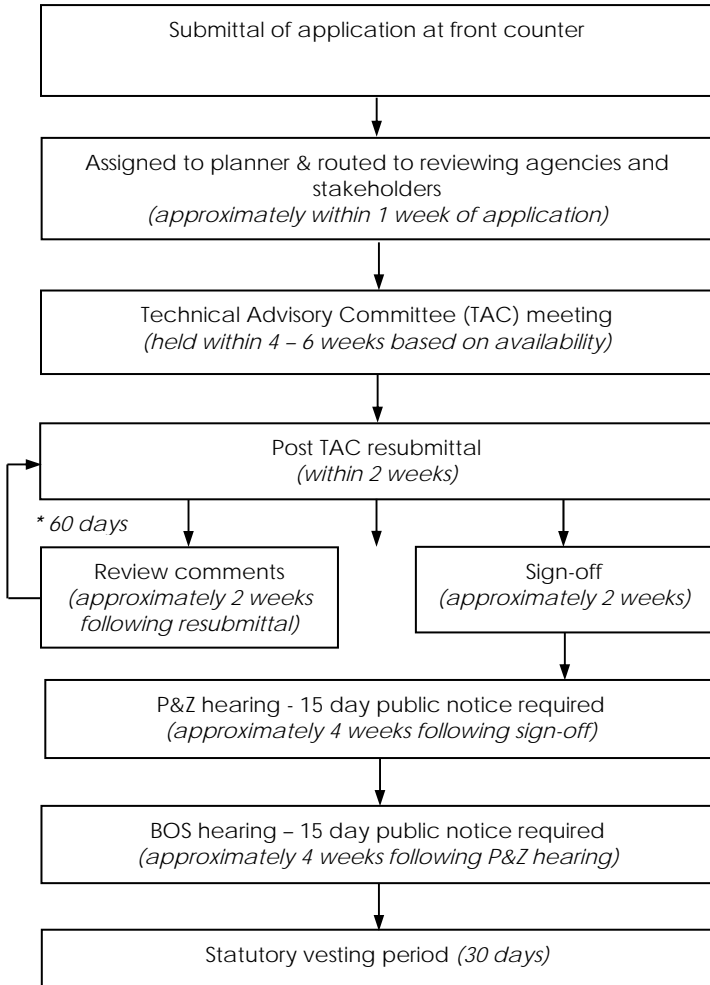 Submittal of application at front counter
Assigned to planner & routed to reviewing agencies and
stakeholders
(approximately within 1 week of application)
Technical Advisory Committee (TAC) meeting
(held within 4 – 6 weeks based on availability)
Post TAC resubmittal
(within 2 weeks)
* 60 days
Review comments
(approximately 2 weeks
following resubmittal)
Sign-off
(approximately 2 weeks)
P&Z hearing - 15 day public notice required
(approximately 4 weeks following sign-off)
BOS hearing – 15 day public notice required
(approximately 4 weeks following P&Z hearing)
Statutory vesting period (30 days)